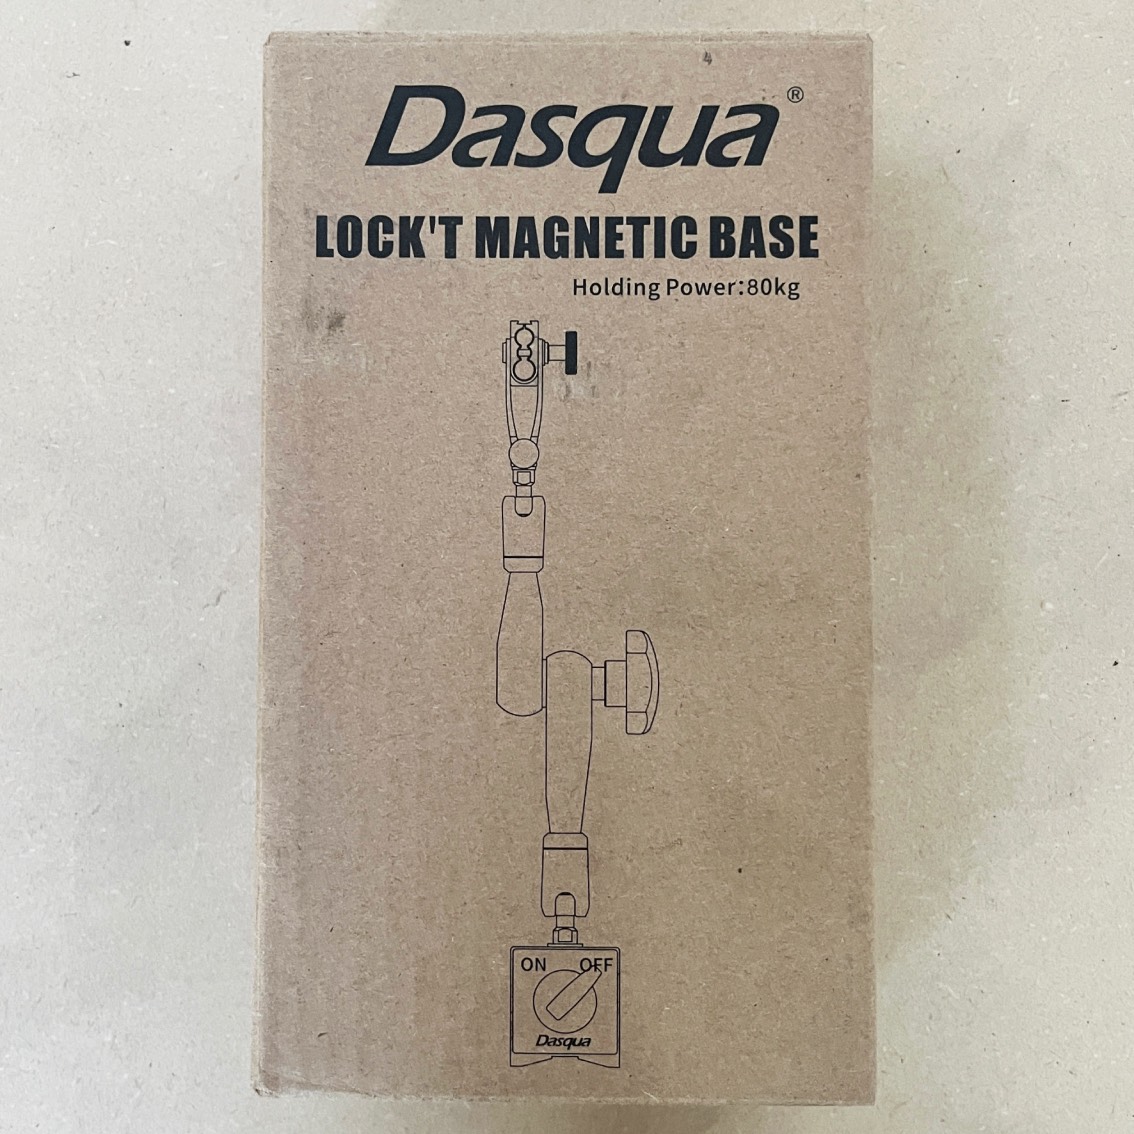 Dasqua®
LOCK'T MAGNETIC BASE
Holding Power:80kg
ON OFF
Dasqua